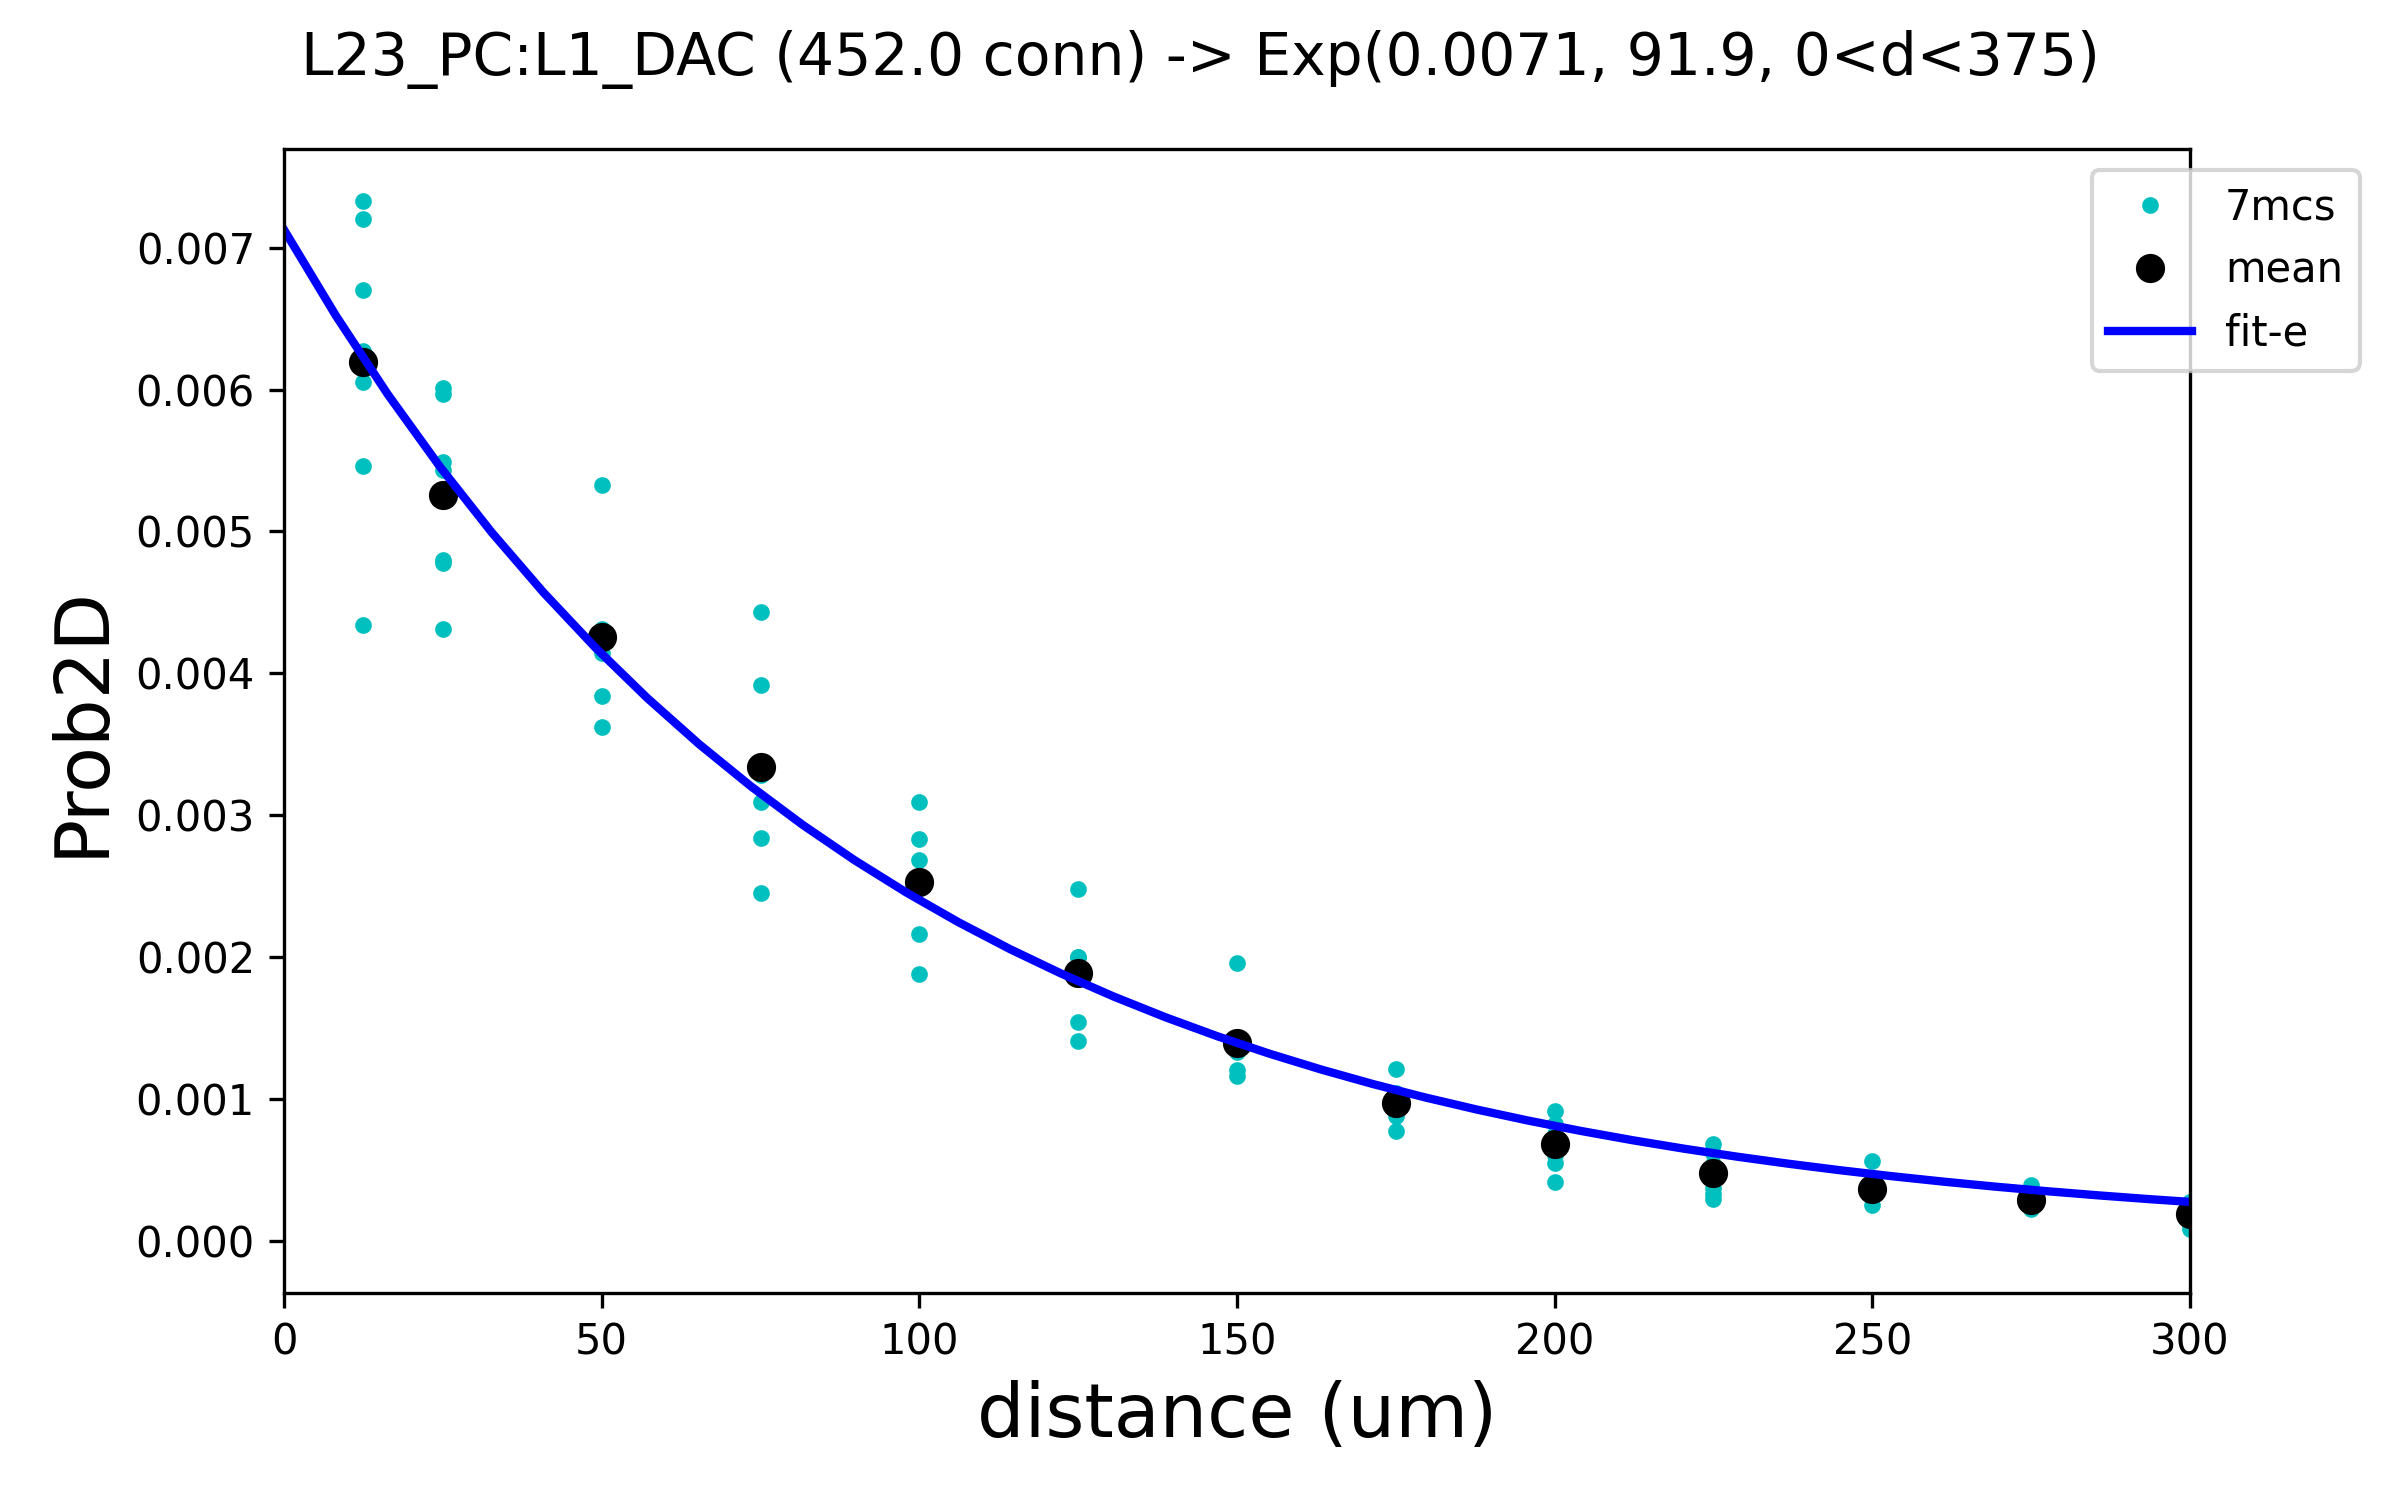 L23_PC:L1_DAC (452.0 conn) -> Exp(0.0071, 91.9, 0<d<375)
7mcs
mean
fit-e
0.007
0.006
0.005
0.004
0.003
0.002
0.001
0.000
Prob2D
0 50 100 150 200 250 300
distance (um)